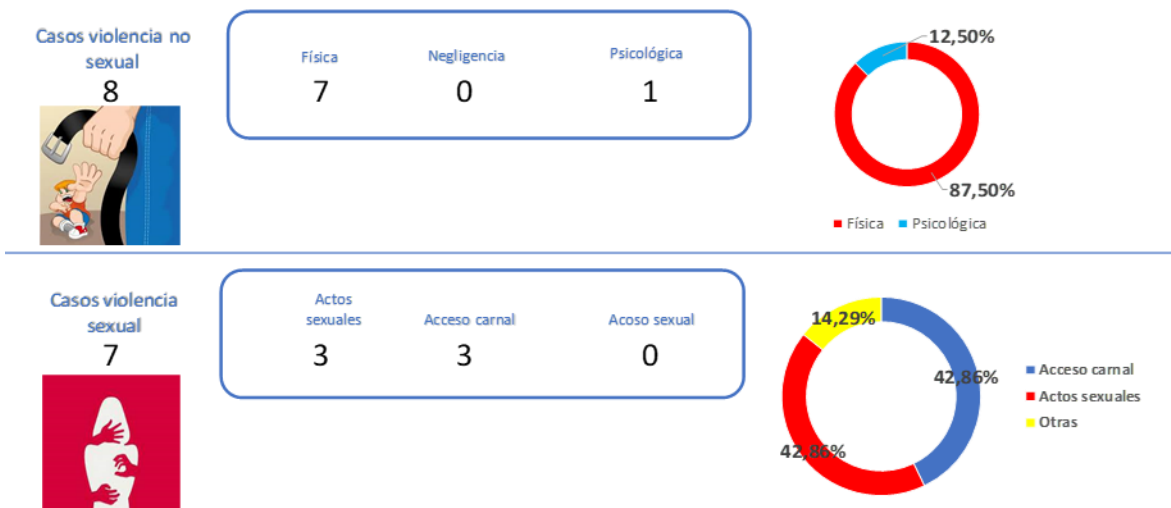 Casos violencia no
sexual
8
Física
Negligencia
Psicológica
7
0
1
12,50%
87,50%
Física
Psicológica
Casos violencia
sexual
7
Actos
sexuales
Acceso carnal
Acoso sexual
3
3
0
14,29%
42,86%
42,86%
Acceso carnal
Actos sexuales
Otras